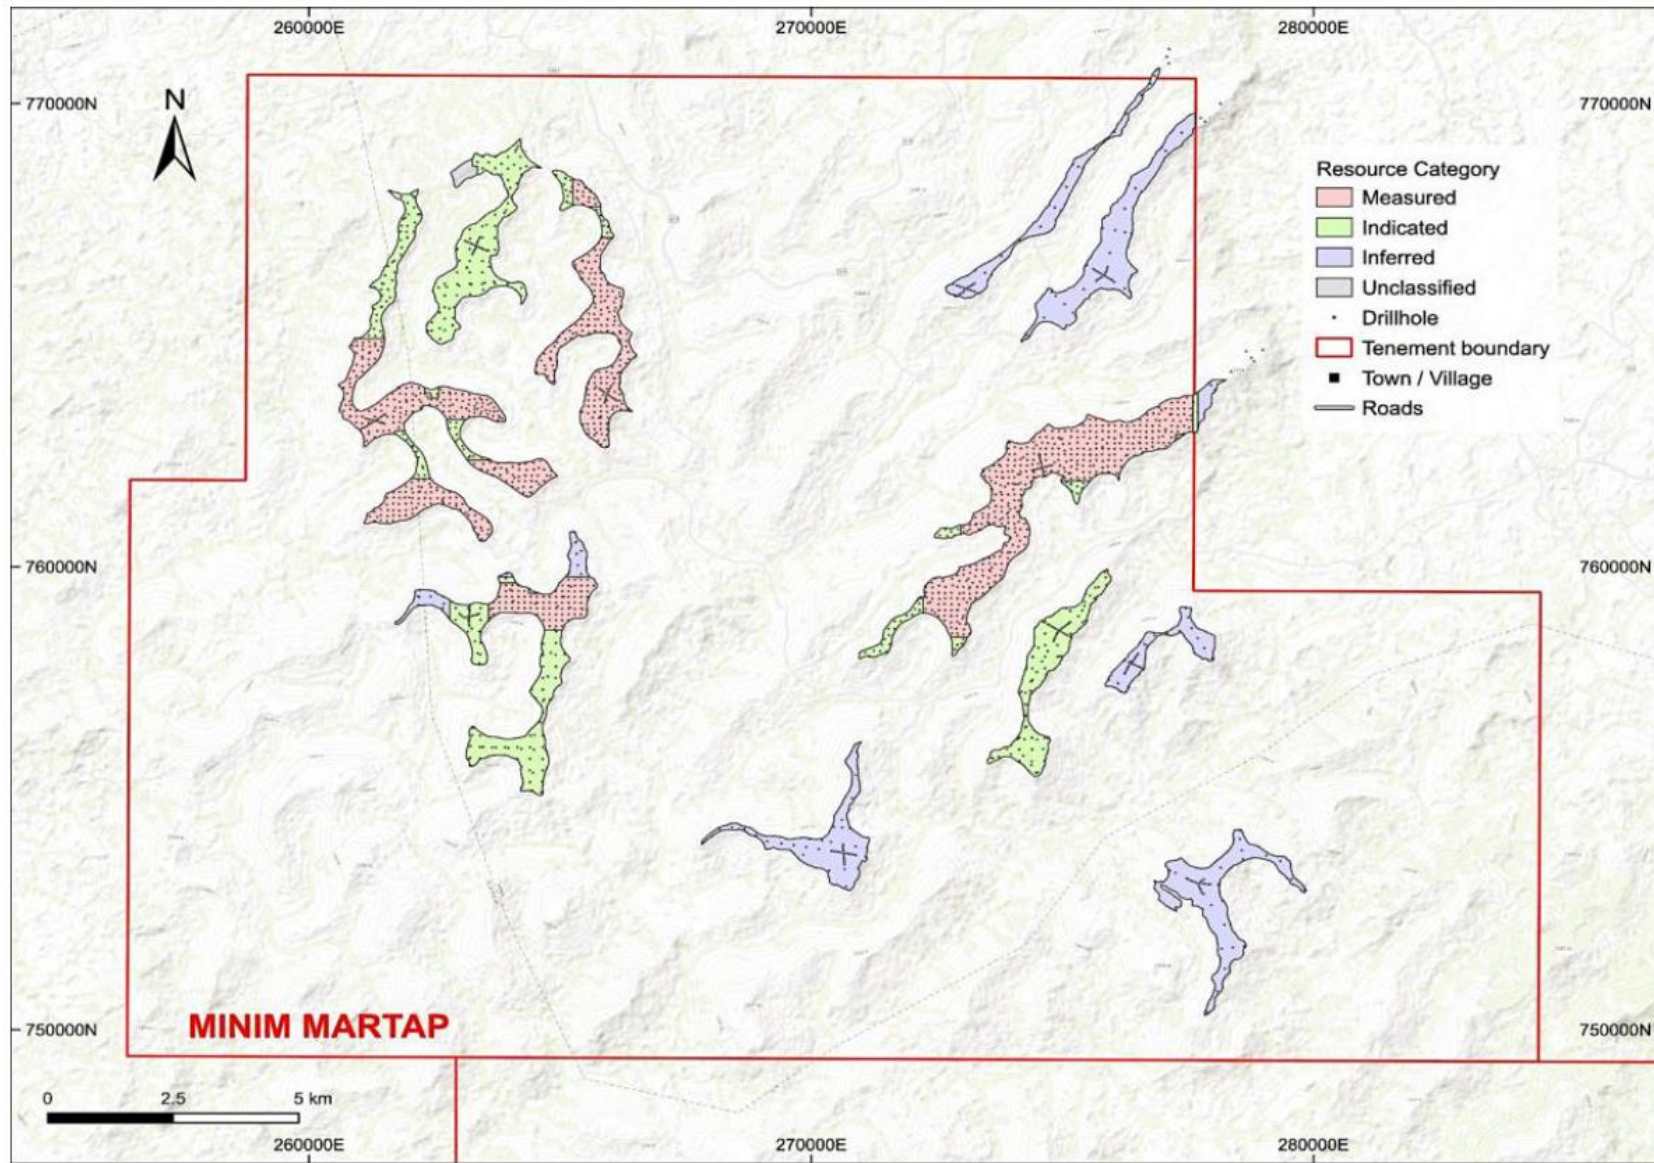 260000E
270000E
280000E
770000N
770000N
N
Resource Category
Measured
Indicated
Inferred
Unclassified
Drillhole
Tenement boundary
Town / Village
Roads
760000N
760000N
750000N
750000N
MINIM MARTAP
0
2.5
5 km
260000E
270000E
280000E